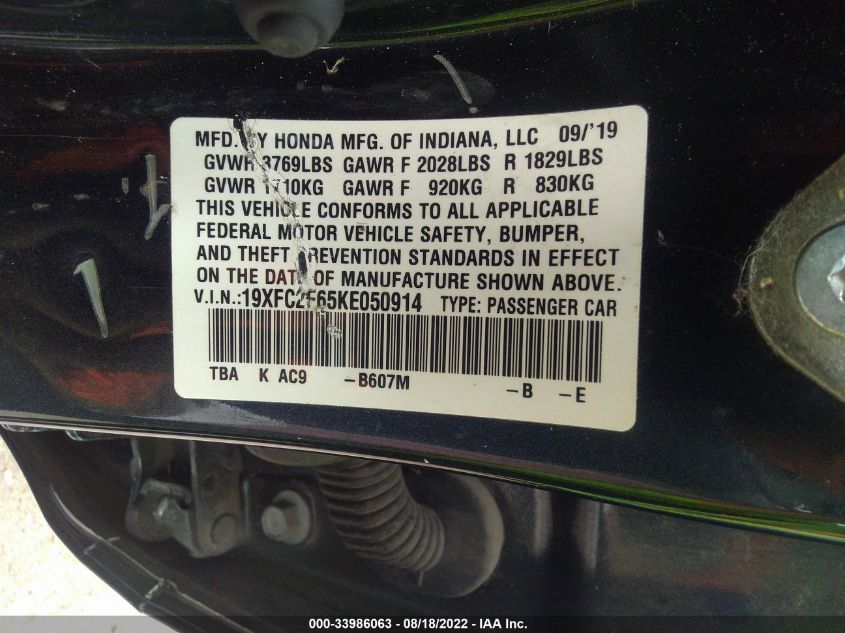 MFD. BY HONDA MFG. OF INDIANA, LLC 09/'19
GVWR 3769LBS GAWR F 2028LBS R 1829LBS
GVWR 1710KG GAWR F 920KG R 830KG
THIS VEHICLE CONFORMS TO ALL APPLICABLE
FEDERAL MOTOR VEHICLE SAFETY, BUMPER,
AND THEFT PREVENTION STANDARDS IN EFFECT
ON THE DATE OF MANUFACTURE SHOWN ABOVE.
V.I.N.:19XFC2F65KE050914 TYPE: PASSENGER CAR
TBA K AC9 -B607M -B -E
000-33986063 - 08/18/2022 - IAA Inc.